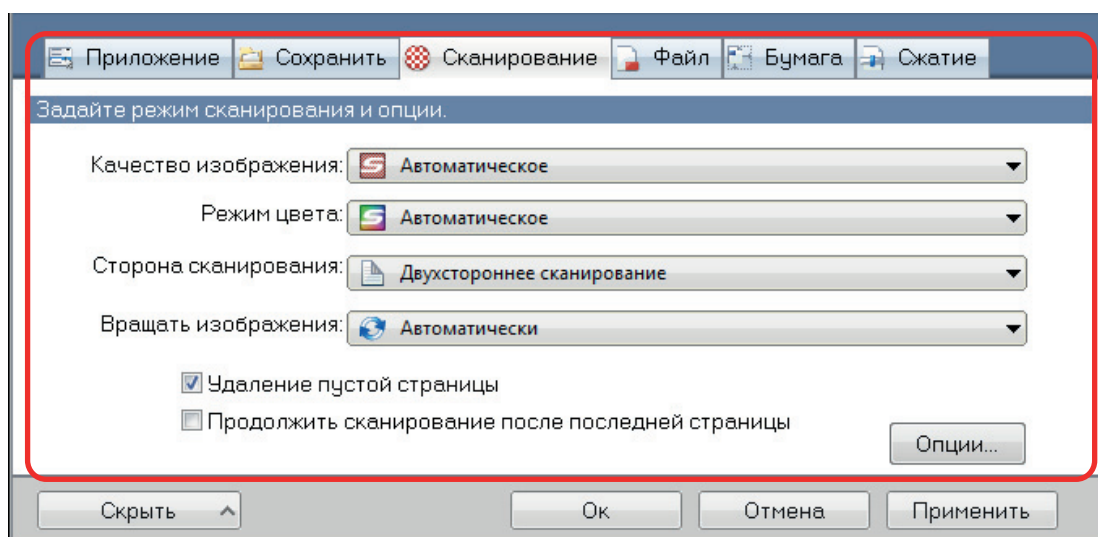 Приложение Сохранить Сканирование Файл Бумага Сжатие
Задайте режим сканирования и опции.
Качество изображения: Автоматическое
Режим цвета: Автоматическое
Сторона сканирования: Двухстороннее сканирование
Вращать изображения: Автоматически
Удаление пустой страницы
Продолжить сканирование после последней страницы
Опции...
Скрыть Ок Отмена Применить